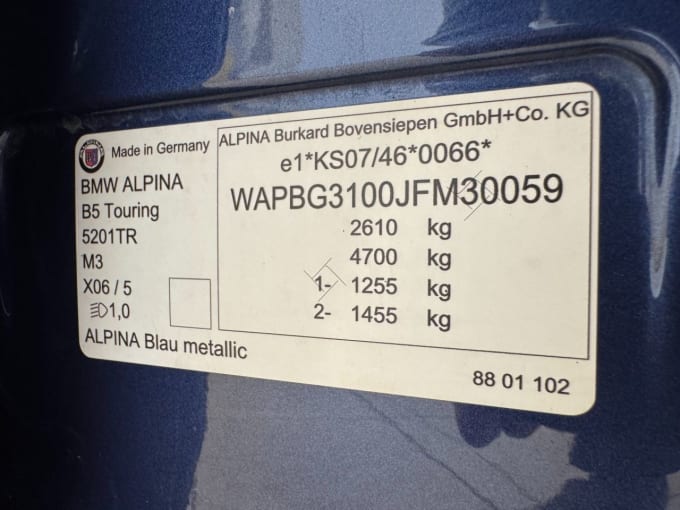 Made in Germany
BMW ALPINA
B5 Touring
5201TR
M3
X06 / 5
1,0
ALPINA Blau metallic
ALPINA Burkard Bovensiepen GmbH+Co. KG
e1*KS07/46*0066*
WAPBG3100JFM30059
2610 kg
4700 kg
1- 1255 kg
2- 1455 kg
88 01 102